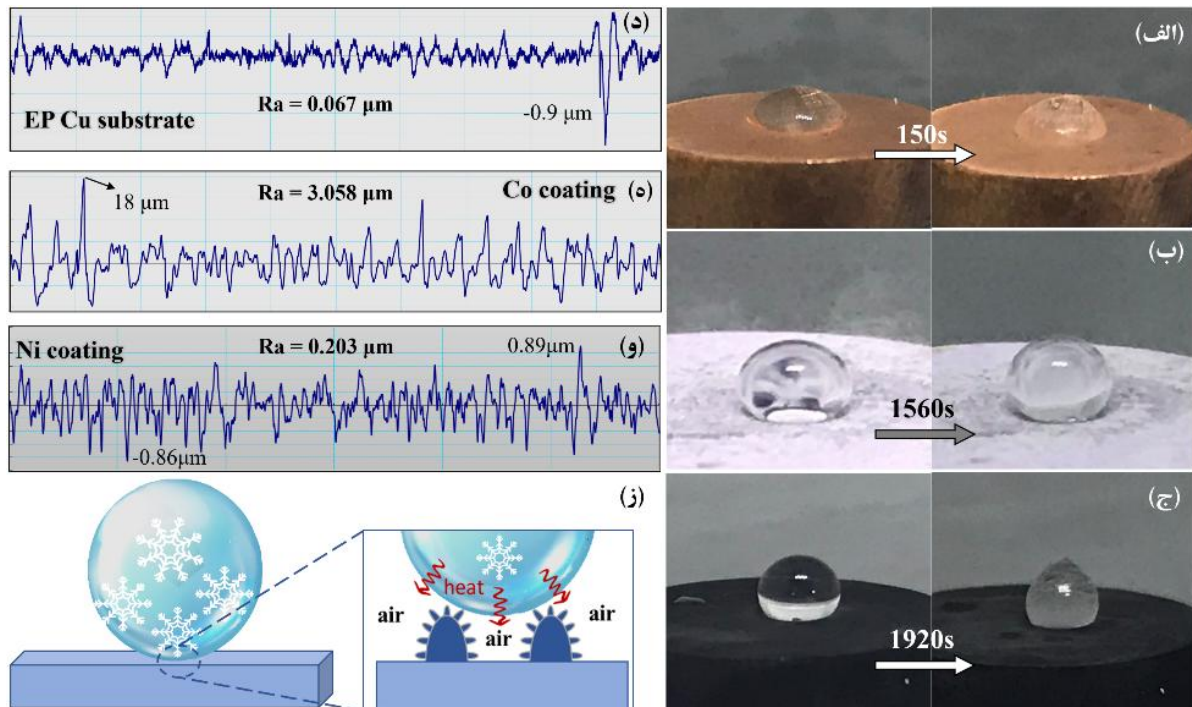 (د)
Ra = 0.067 µm
EP Cu substrate
-0.9 µm
(ه)
Co coating
Ra = 3.058 µm
18 µm
(و)
Ni coating
Ra = 0.203 µm
0.89µm
-0.86µm
(ز)
heat
air
air
air
(الف)
150s
(ب)
1560s
(ج)
1920s